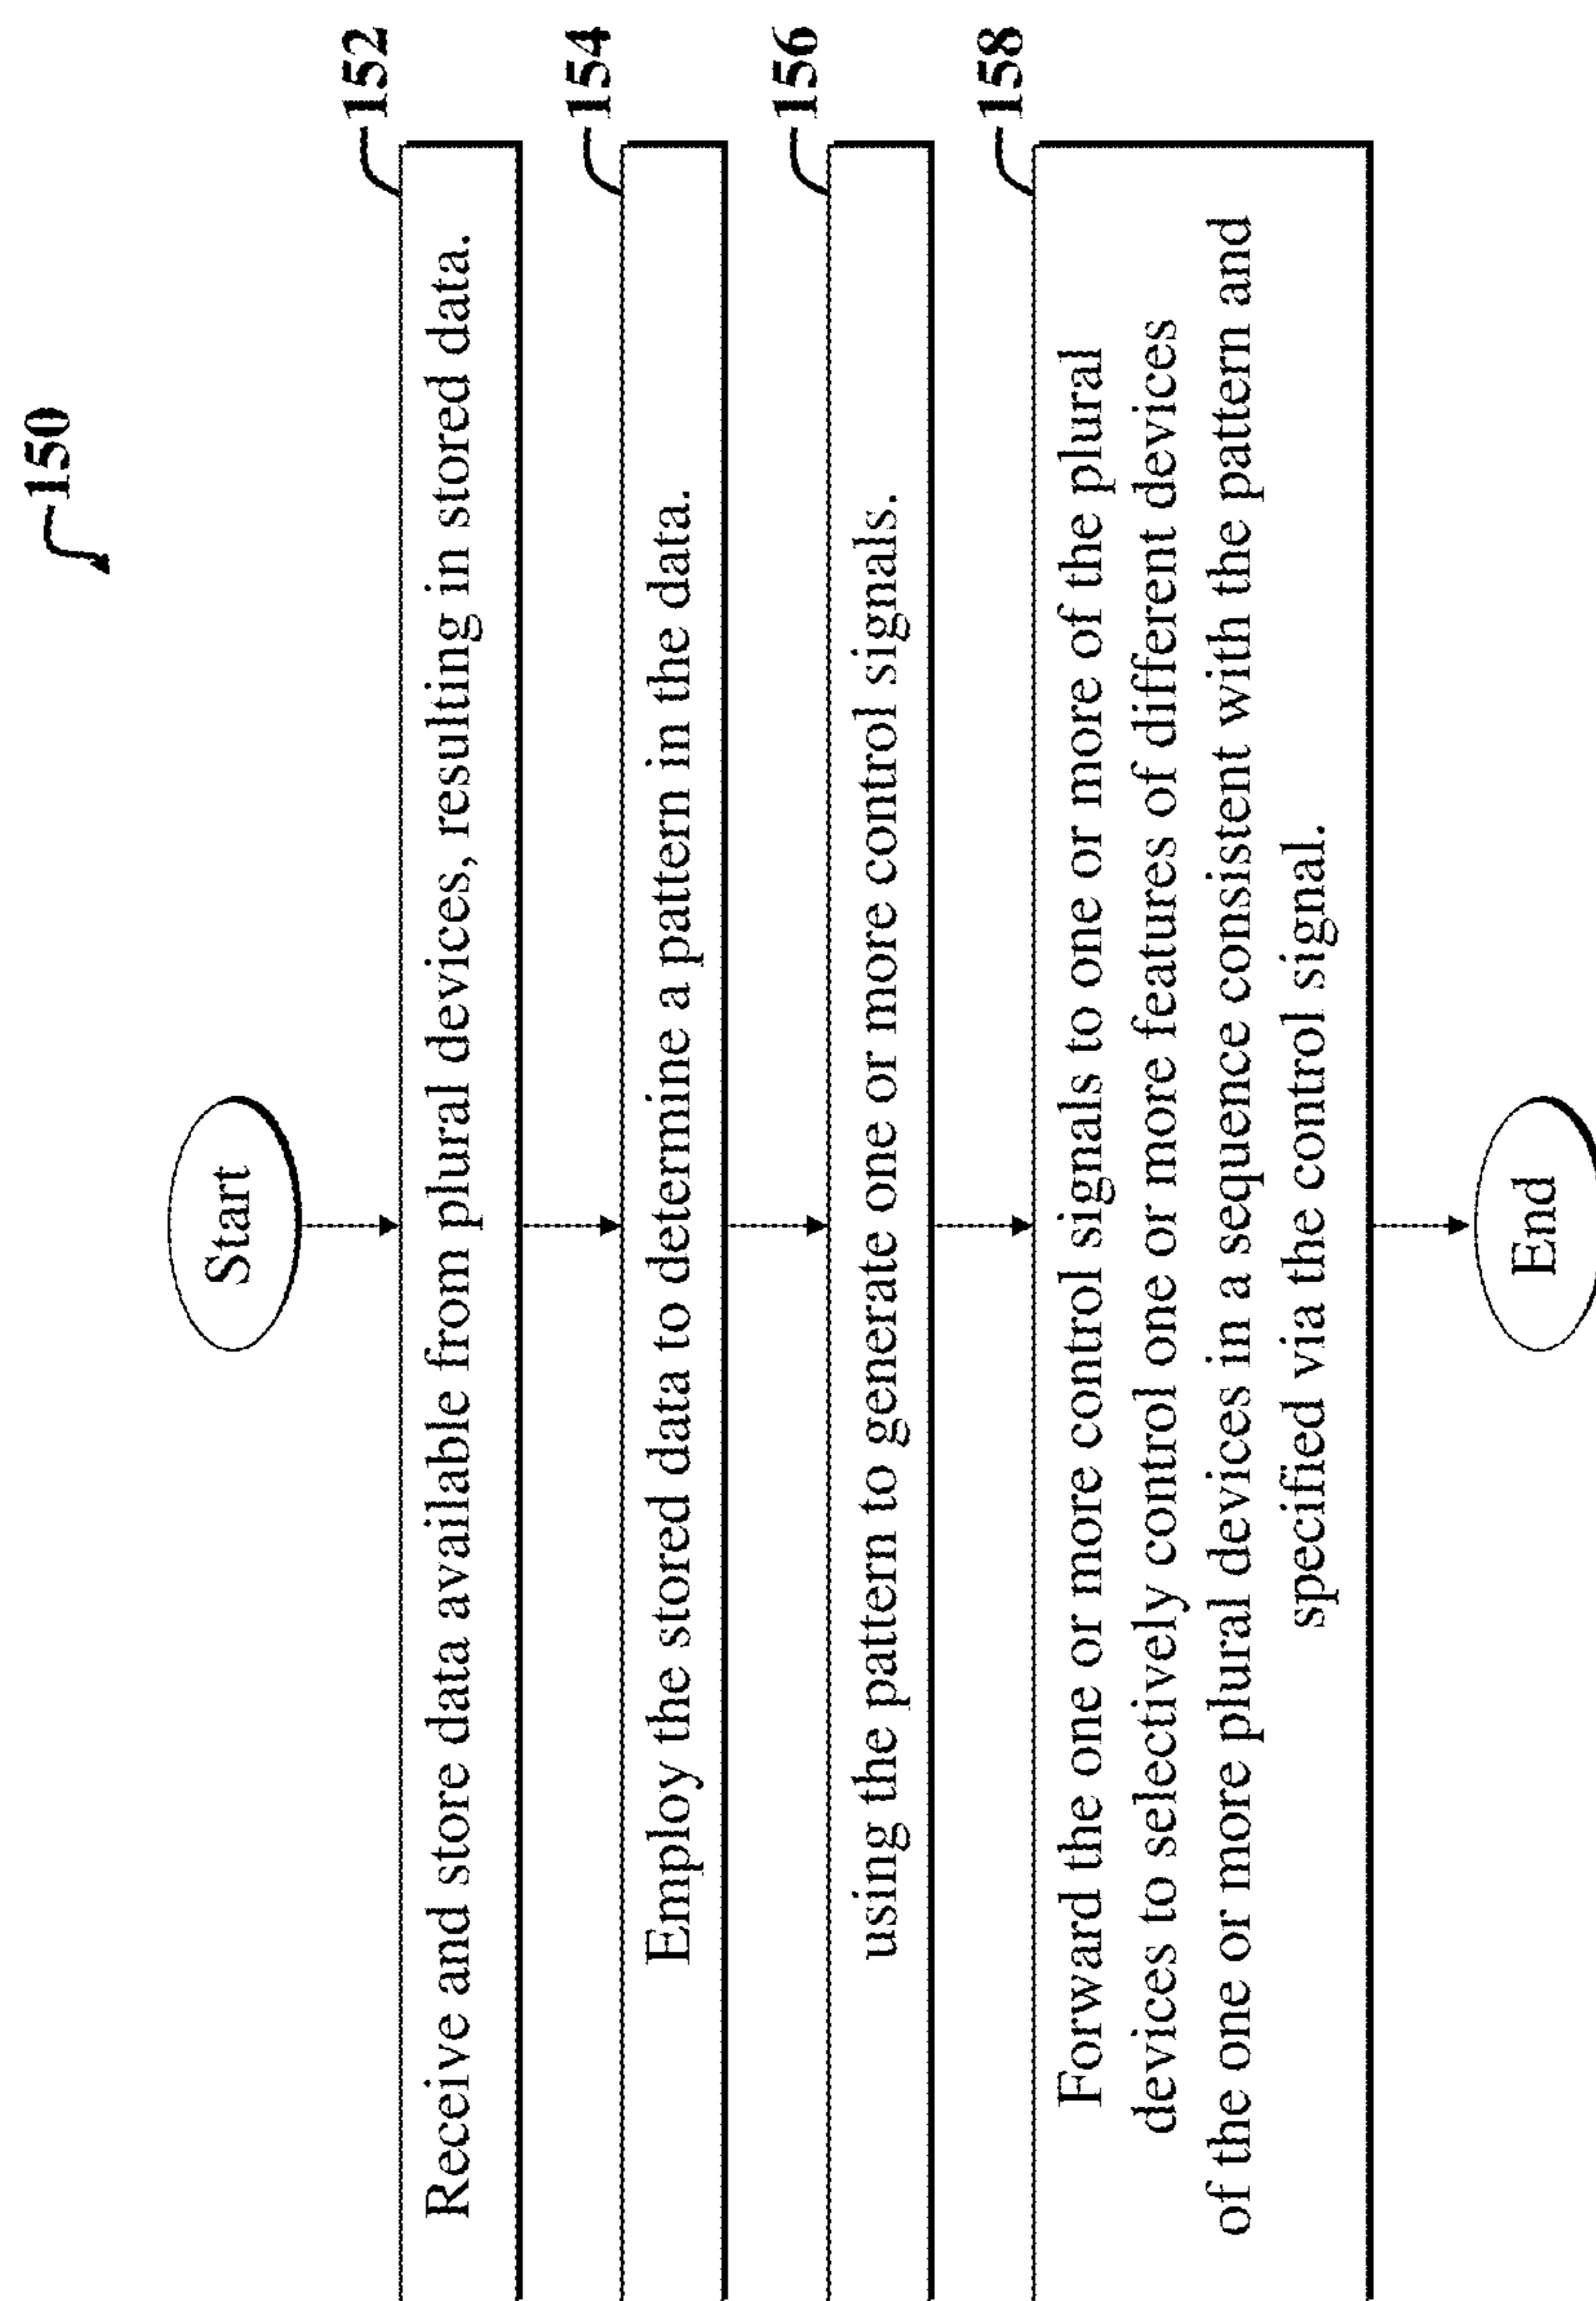 150
Start
152
Receive and store data available from plural devices, resulting in stored data.
154
Employ the stored data to determine a pattern in the data.
156
using the pattern to generate one or more control signals.
158
Forward the one or more control signals to one or more of the plural
devices to selectively control one or more features of different devices
of the one or more plural devices in a sequence consistent with the pattern and
specified via the control signal.
End